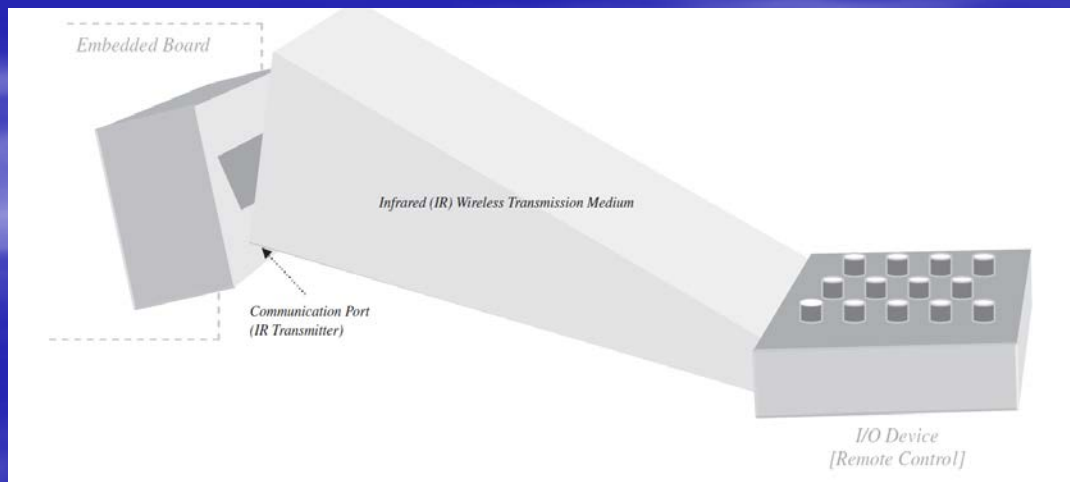 Embedded Board
Infrared (IR) Wireless Transmission Medium
Communication Port
(IR Transmitter)
I/O Device
[Remote Control]